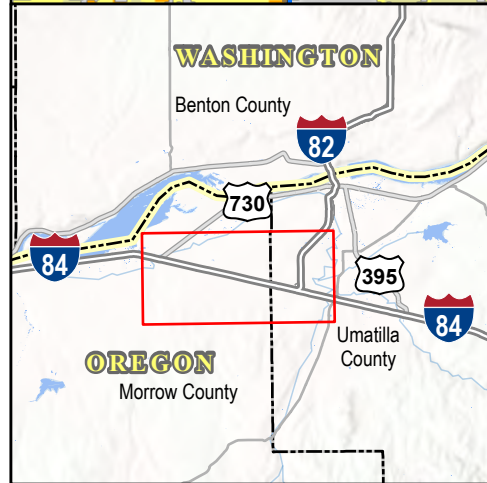 WASHINGTON
Benton County
82
730
84
395
84
Umatilla
County
OREGON
Morrow County